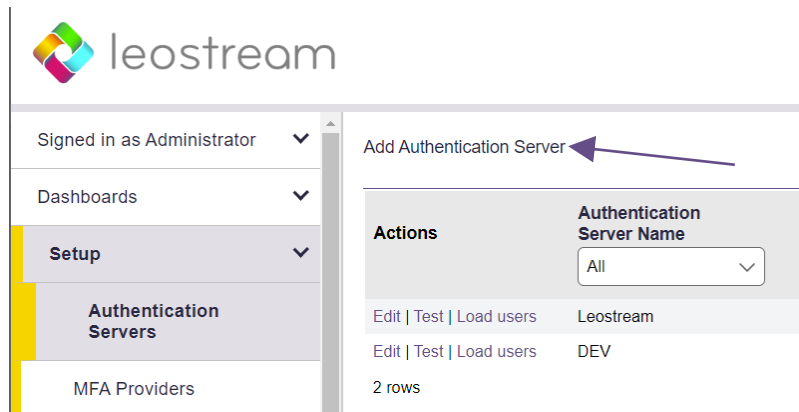 leostream
Signed in as Administrator
Dashboards
Setup
Authentication
Servers
MFA Providers
Add Authentication Server
Actions
Authentication
Server Name
All
Edit | Test | Load users Leostream
Edit | Test | Load users DEV
2 rows